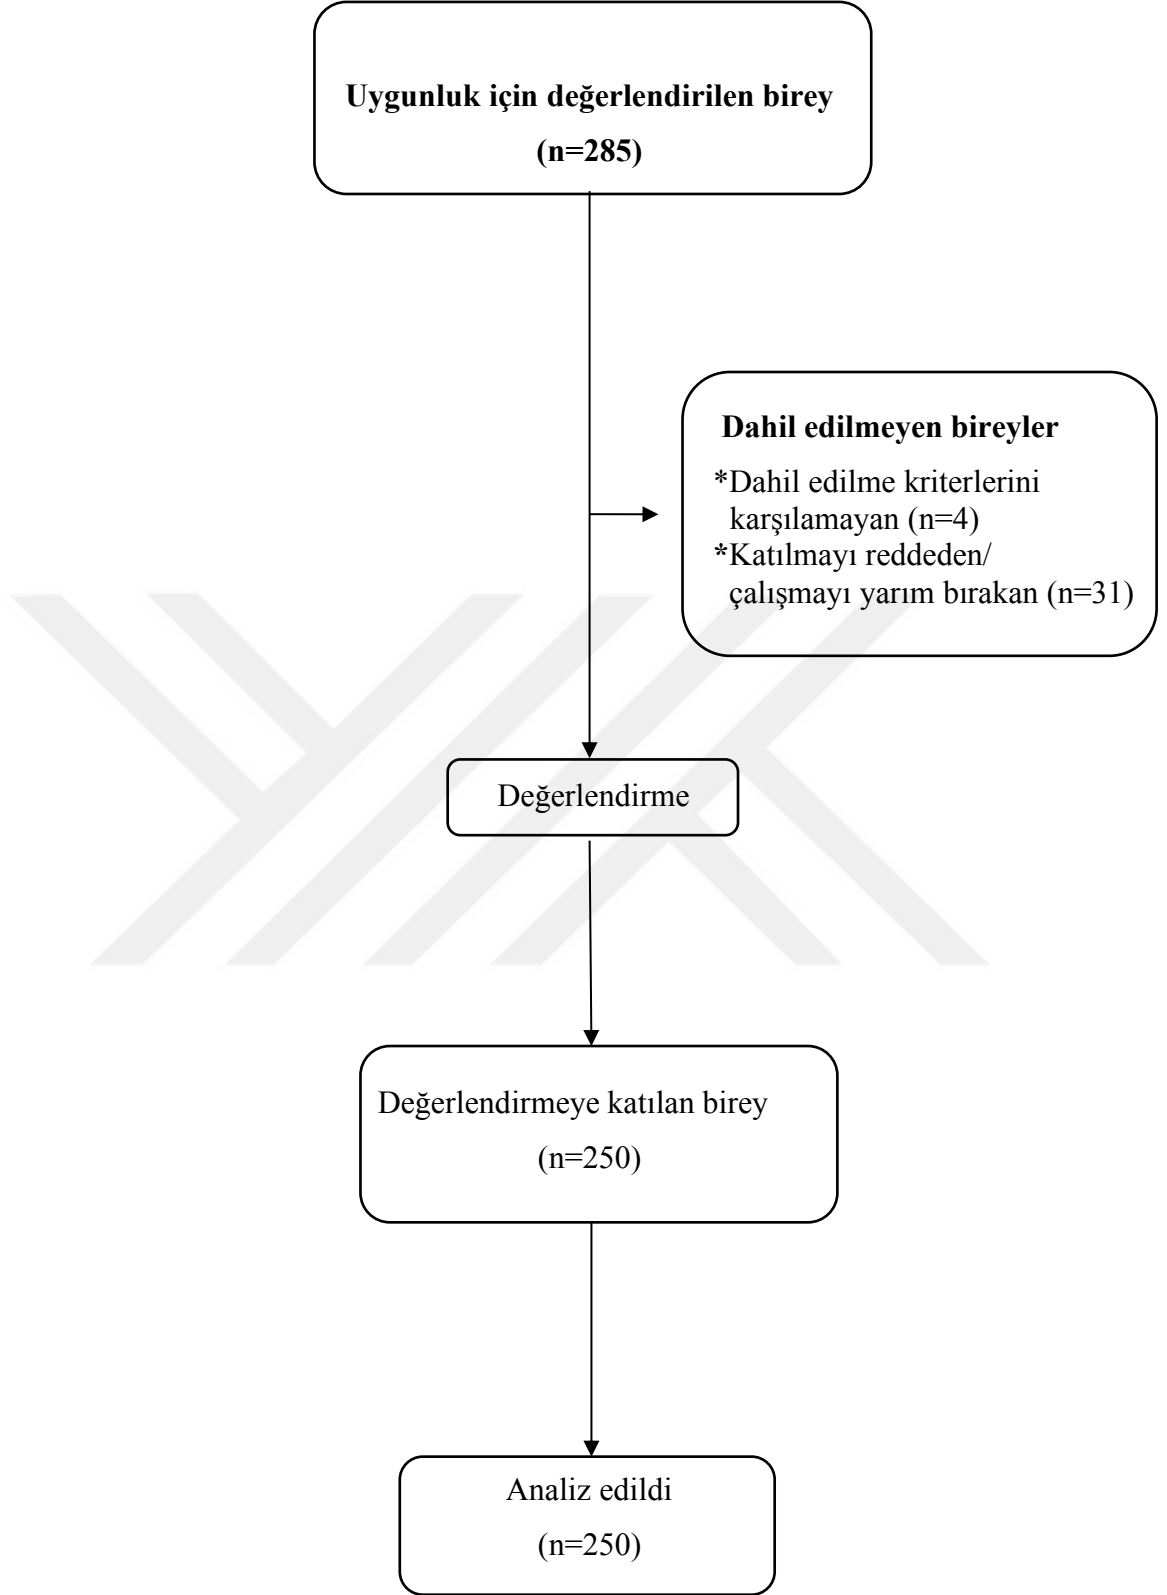 Uygunluk için değerlendirilen birey
(n=285)
Dahil edilmeyen bireyler
*Dahil edilme kriterlerini
karşılamayan (n=4)
*Katılmayı reddeden/
çalışmayı yarım bırakan (n=31)
Değerlendirme
Değerlendirmeye katılan birey
(n=250)
Analiz edildi
(n=250)